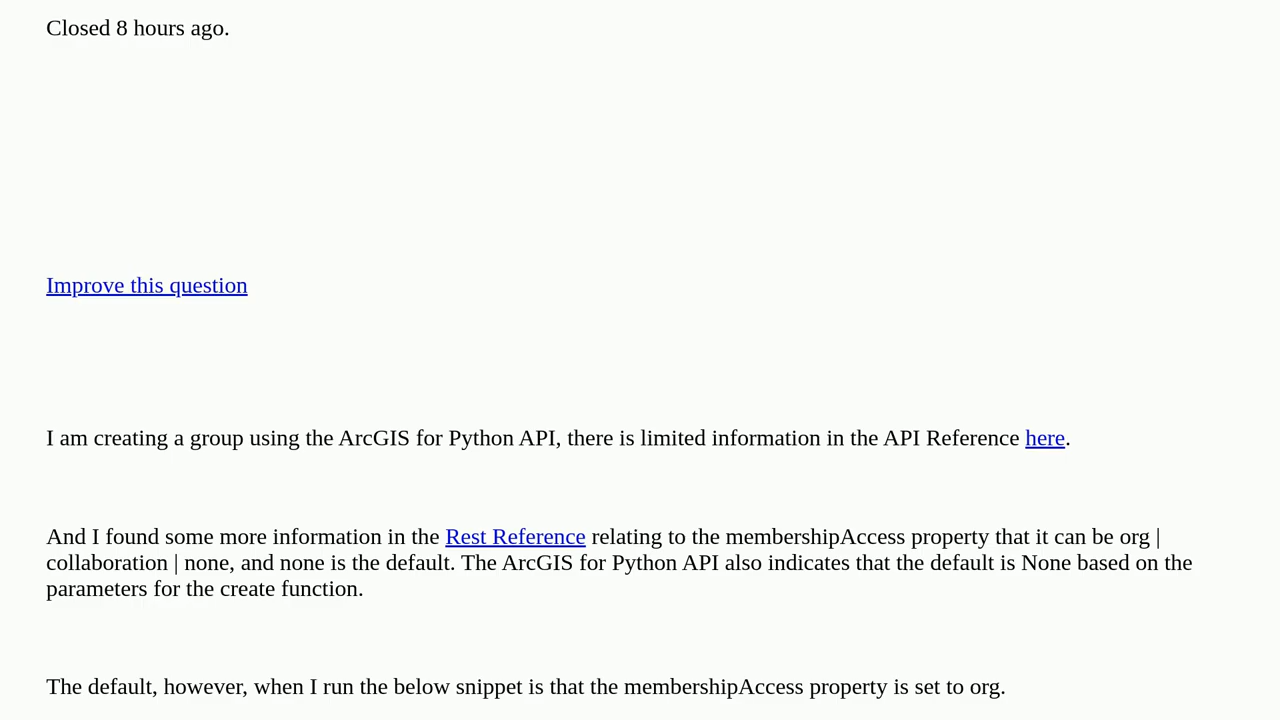 Closed 8 hours ago.
Improve this question
I am creating a group using the ArcGIS for Python API, there is limited information in the API Reference here.
And I found some more information in the Rest Reference relating to the membershipAccess property that it can be org |
collaboration | none, and none is the default. The ArcGIS for Python API also indicates that the default is None based on the
parameters for the create function.
The default, however, when I run the below snippet is that the membershipAccess property is set to org.